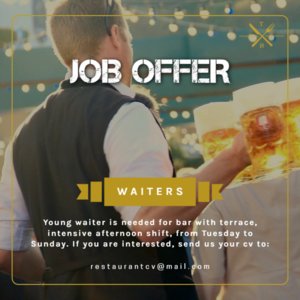 T H
JOB OFFER
WAITERS
Young waiter is needed for bar with terrace,
intensive afternoon shift, from Tuesday to
Sunday. If you are interested, send us your cv to:
restaurantcv@mail.com